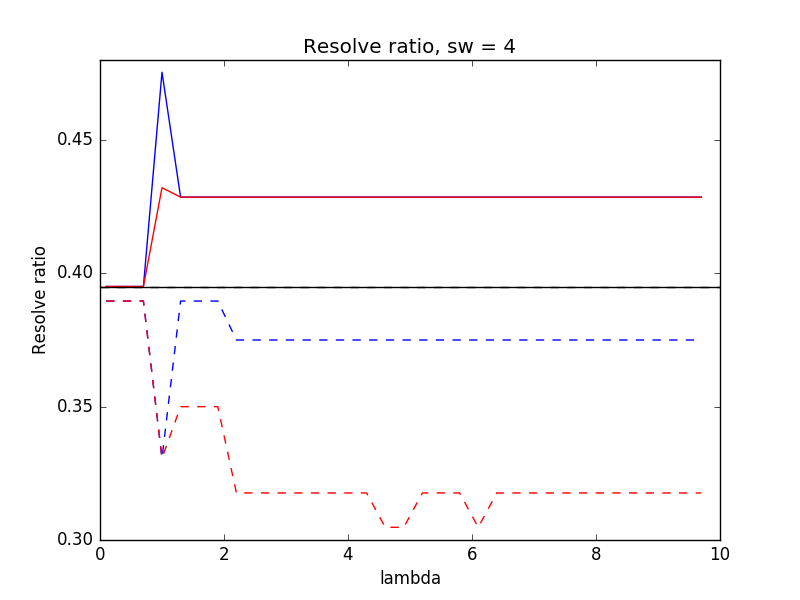 Resolve ratio, sw = 4
0.45
0.40
0.35
0.30
Resolve ratio
0 2 4 6 8 10
lambda